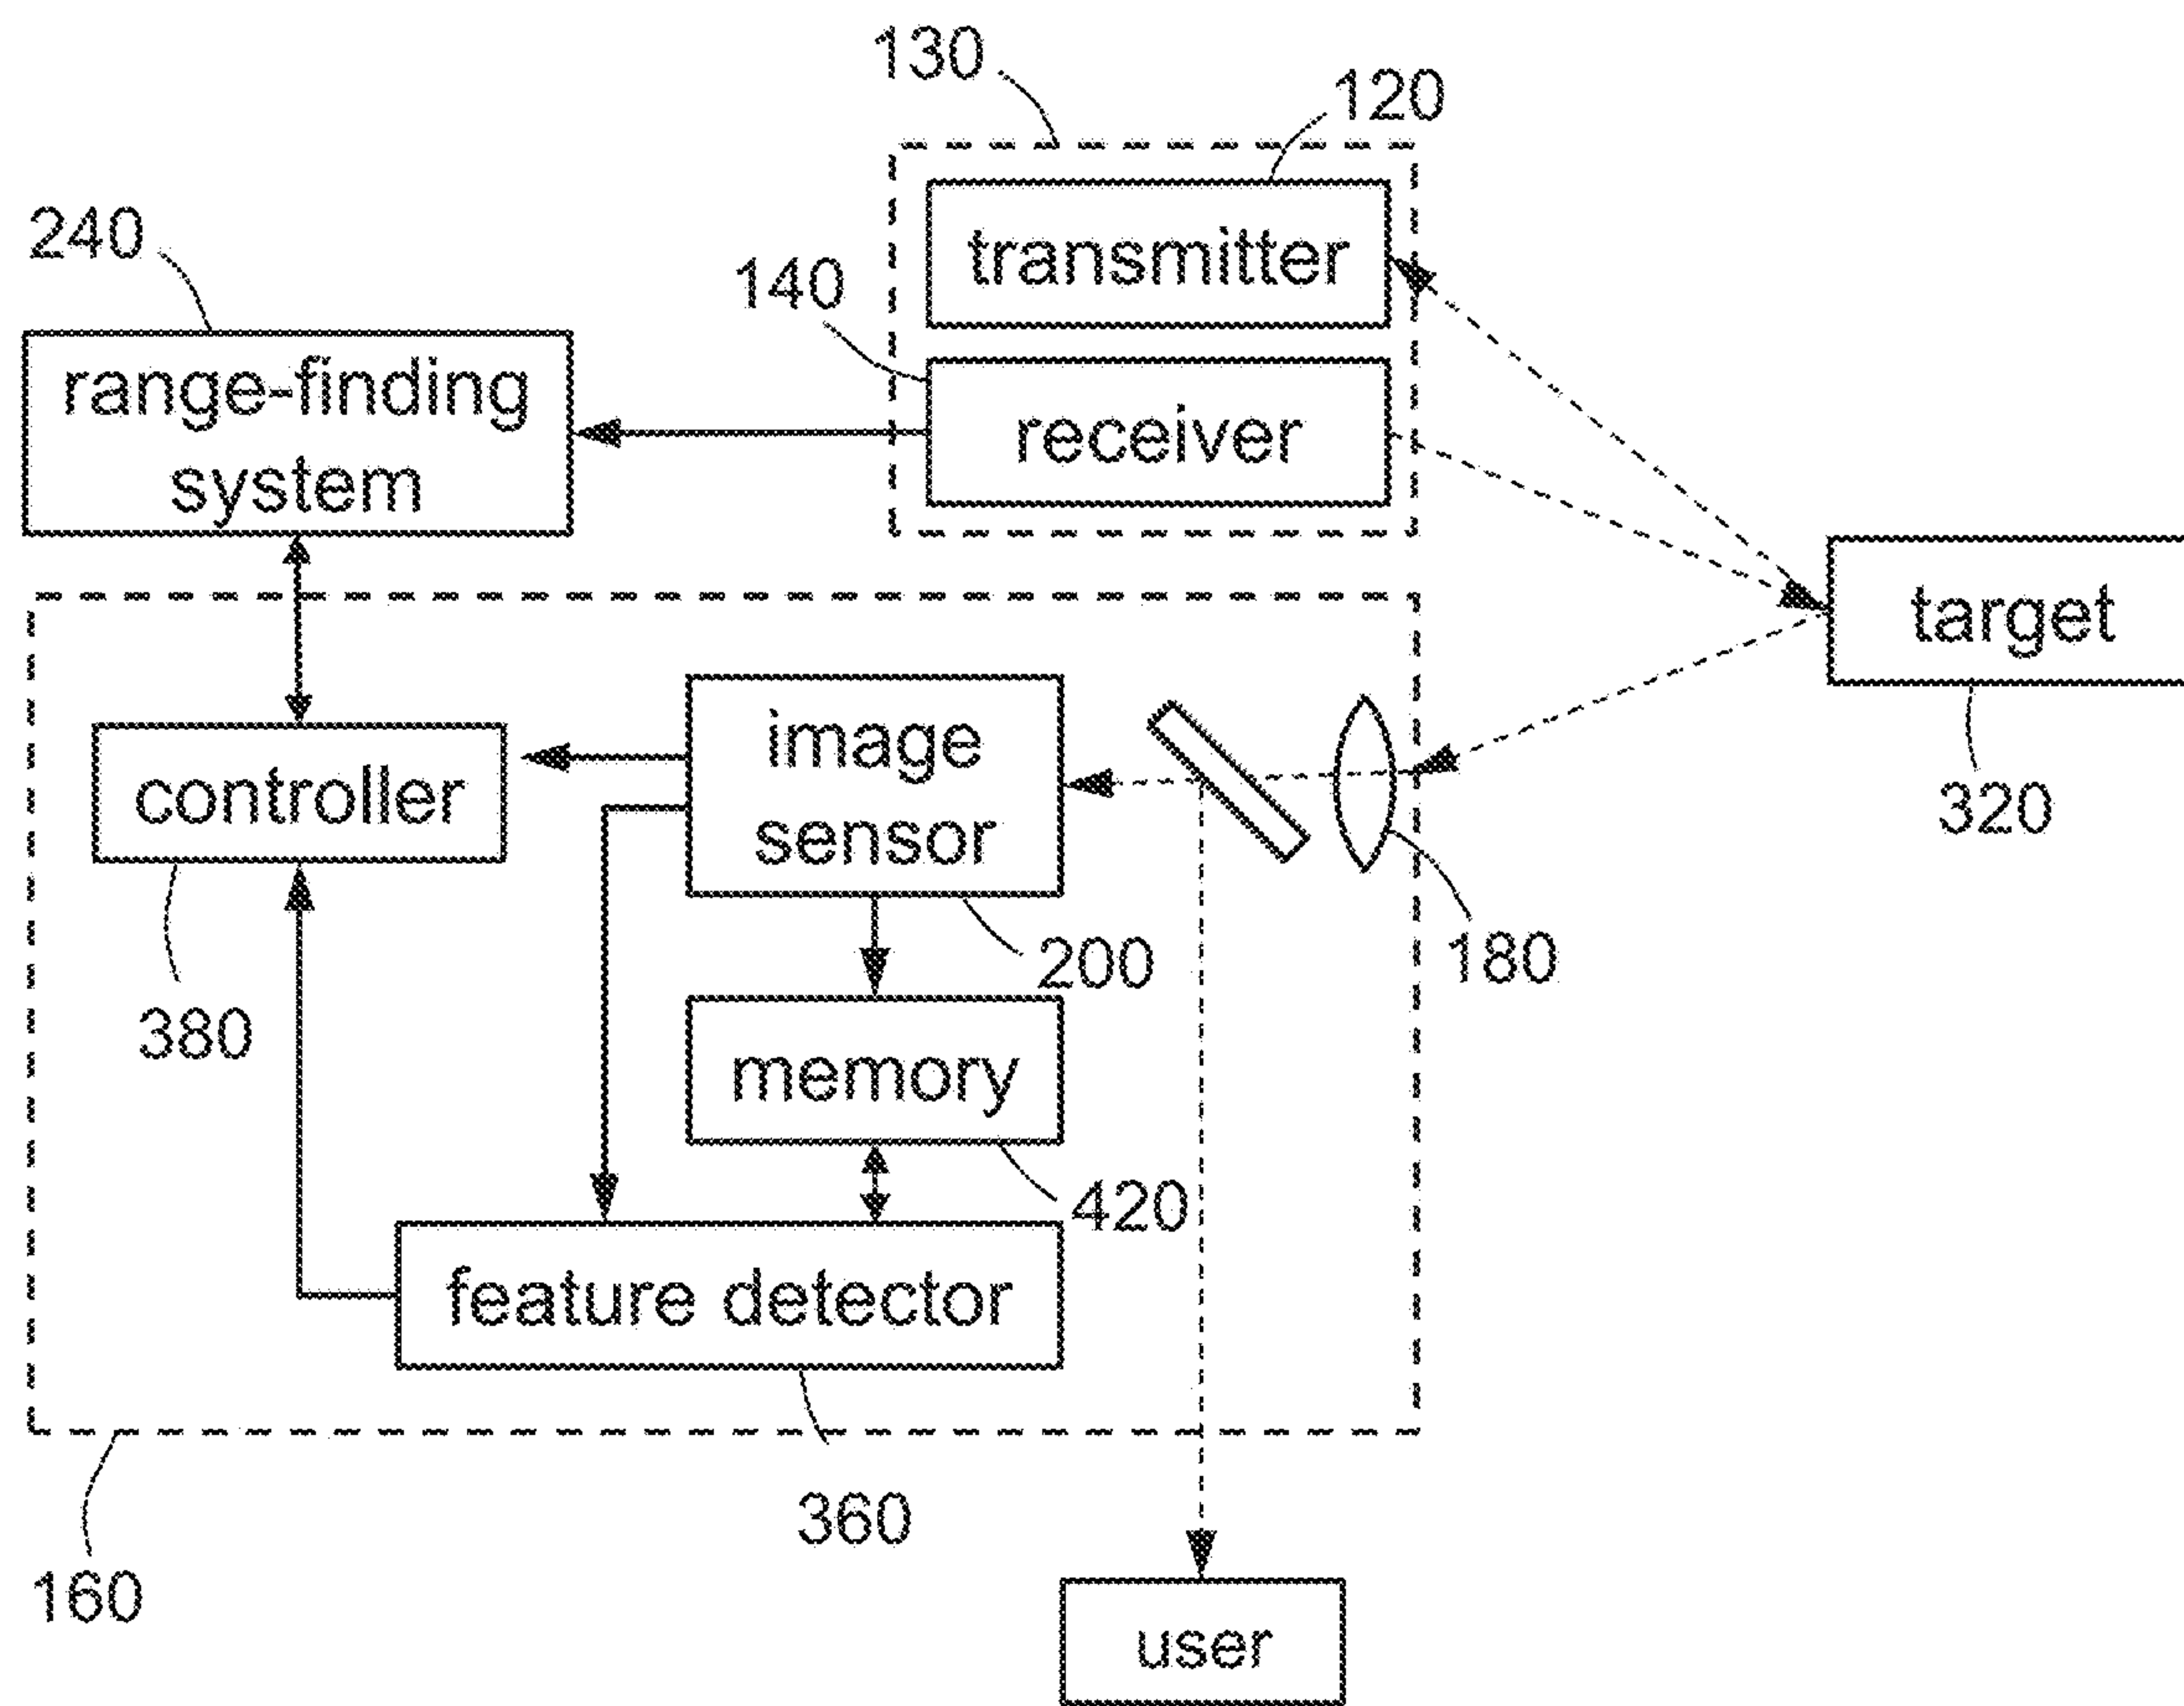 130
120
transmitter
240
140
range-finding
system
receiver
target
320
image
sensor
controller
200
180
380
memory
420
feature detector
360
160
user